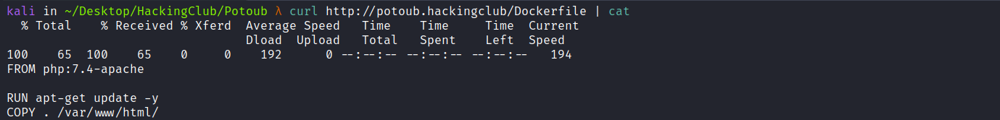 kali in ~/Desktop/HackingClub/Potoub λ curl http://potoub.hackingclub/Dockerfile | cat
  % Total    % Received % Xferd  Average Speed   Time    Time     Time  Current
                                 Dload  Upload   Total   Spent    Left  Speed
100    65  100    65    0     0    192      0 --:--:-- --:--:-- --:--:--   194
FROM php:7.4-apache

RUN apt-get update -y
COPY . /var/www/html/